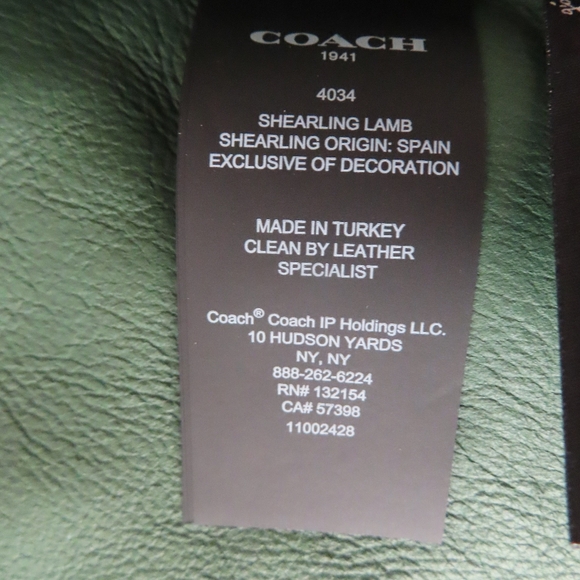 COACH
1941
4034
SHEARLING LAMB
SHEARLING ORIGIN: SPAIN
EXCLUSIVE OF DECORATION
MADE IN TURKEY
CLEAN BY LEATHER
SPECIALIST
Coach® Coach IP Holdings LLC.
10 HUDSON YARDS
NY, NY
888-262-6224
RN# 132154
CA# 57398
11002428